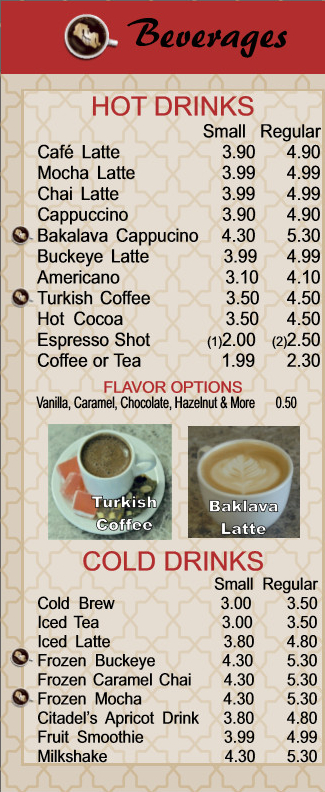 Beverages
HOT DRINKS
Small Regular
Café Latte 3.90 4.90
Mocha Latte 3.99 4.99
Chai Latte 3.99 4.99
Cappuccino 3.90 4.90
Bakalava Cappucino 4.30 5.30
Buckeye Latte 3.99 4.99
Americano 3.10 4.10
Turkish Coffee 3.50 4.50
Hot Cocoa 3.50 4.50
Espresso Shot (1)2.00 (2)2.50
Coffee or Tea 1.99 2.30
FLAVOR OPTIONS
Vanilla, Caramel, Chocolate, Hazelnut & More 0.50
Turkish
Coffee
Baklava
Latte
COLD DRINKS
Small Regular
Cold Brew 3.00 3.50
Iced Tea 3.00 3.50
Iced Latte 3.80 4.80
Frozen Buckeye 4.30 5.30
Frozen Caramel Chai 4.30 5.30
Frozen Mocha 4.30 5.30
Citadel's Apricot Drink 3.80 4.80
Fruit Smoothie 3.99 4.99
Milkshake 4.30 5.30